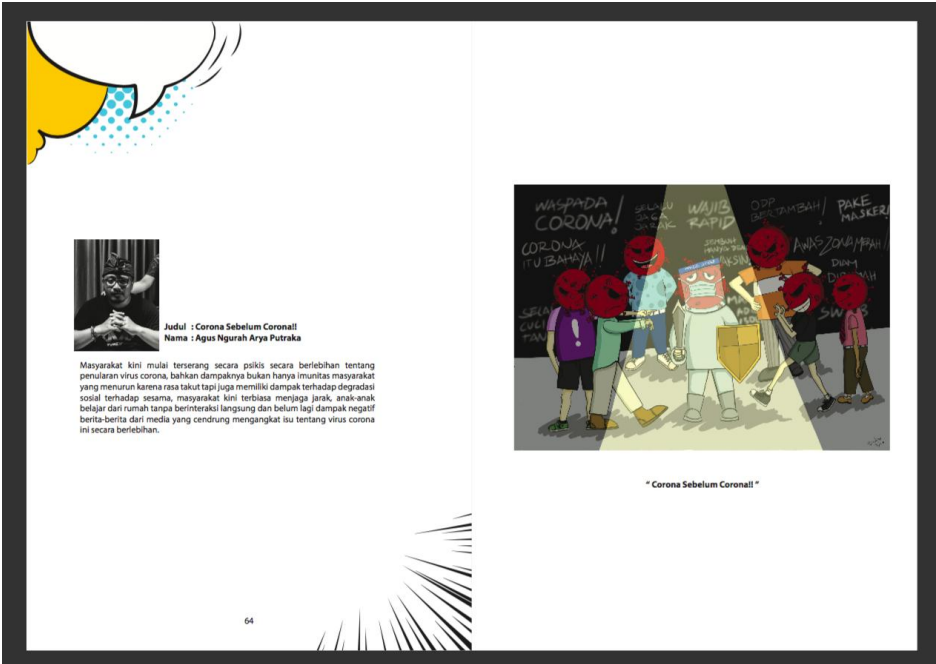 Judul : Corona Sebelum Corona!!
Nama : Agus Ngurah Arya Putraka
Masyarakat kini mulai terserang secara psikis secara berlebihan tentang
penularan virus corona, bahkan dampaknya bukan hanya imunitas masyarakat
yang menurun karena rasa takut tapi juga memiliki dampak terhadap degradasi
sosial terhadap sesama, masyarakat kini terbiasa menjaga jarak, anak-anak
belajar dari rumah tanpa berinteraksi langsung dan belum lagi dampak negatif
berita-berita dari media yang cendrung mengangkat isu tentang virus corona
ini secara berlebihan.
64
WASPADA
CORONA!
SELALU
JAGA
JARAK
WAJIB
RAPID
ODP
BERTAMBAH!
PAKE
MASKER!
CORONA
ITU BAHAYA!!
AWAS ZONA MERAH!!
DIAM
“ Corona Sebelum Corona!! ”